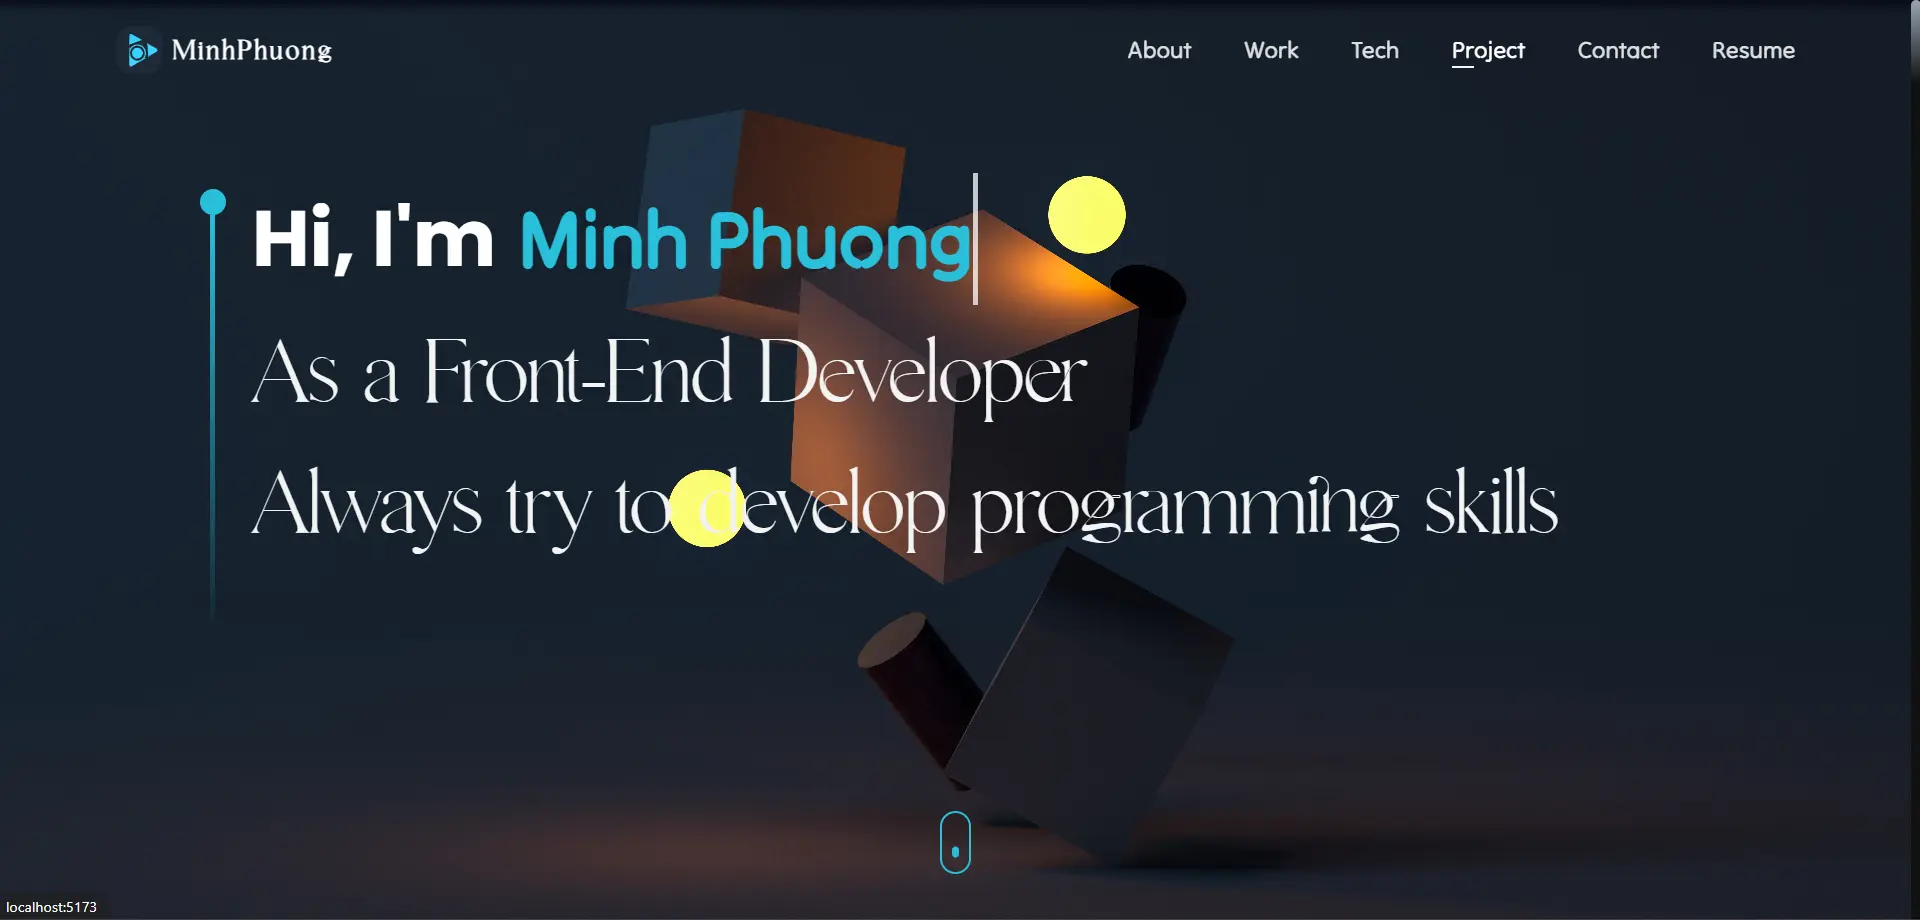 MinhPhuong
About Work Tech Project Contact Resume
Hi, I'm Minh Phuong
As a Front-End Developer
Always try to develop programming skills
localhost:5173